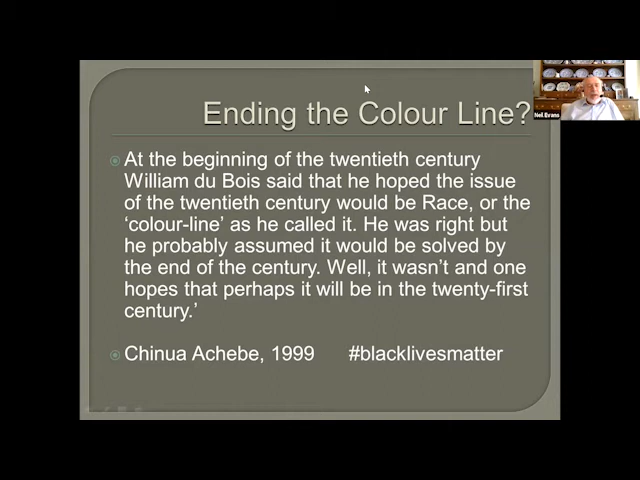 Ending the Colour Line?
Neil Evans
At the beginning of the twentieth century
William du Bois said that he hoped the issue
of the twentieth century would be Race, or the
‘colour-line’ as he called it. He was right but
he probably assumed it would be solved by
the end of the century. Well, it wasn’t and one
hopes that perhaps it will be in the twenty-first
century.’
Chinua Achebe, 1999 #blacklivesmatter